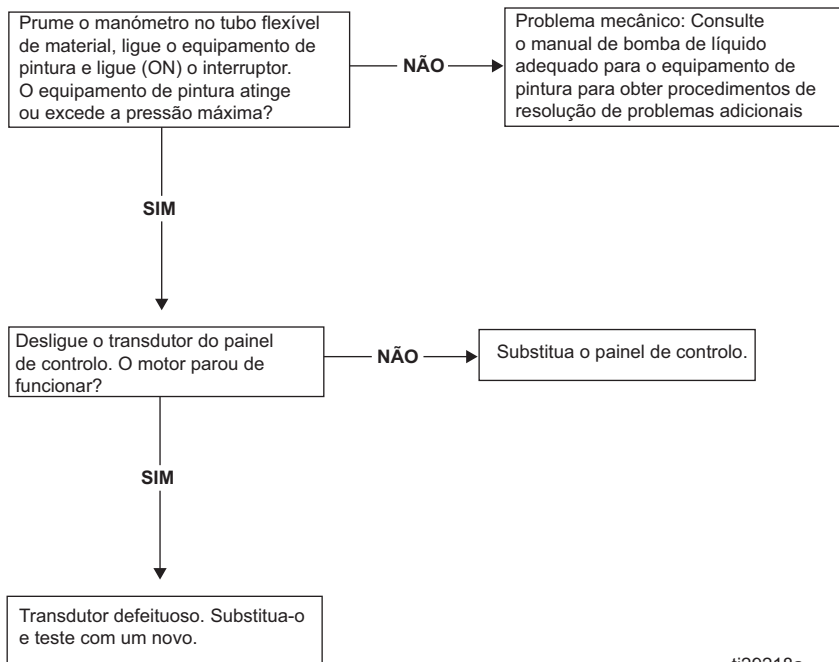 Prume o manómetro no tubo flexível
de material, ligue o equipamento de
pintura e ligue (ON) o interruptor.
O equipamento de pintura atinge
ou excede a pressão máxima?
NÃO
Problema mecânico: Consulte
o manual de bomba de líquido
adequado para o equipamento de
pintura para obter procedimentos de
resolução de problemas adicionais
SIM
Desligue o transdutor do painel
de controlo. O motor parou de
funcionar?
NÃO
Substitua o painel de controlo.
SIM
Transdutor defeituoso. Substitua-o
e teste com um novo.